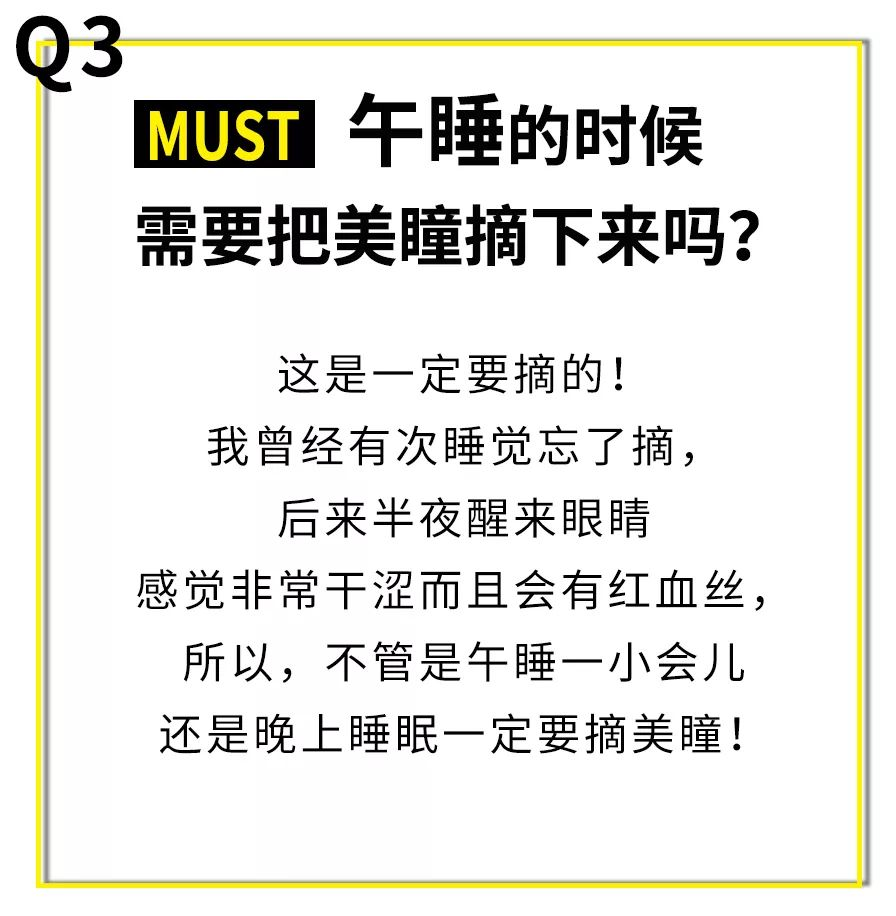 Q3
MUST 午睡的时候
需要把美瞳摘下来吗？
这是一定要摘的！
我曾经有次睡觉忘了摘，
后来半夜醒来眼睛
感觉非常干涩而且会有红血丝，
所以，不管是午睡一小会儿
还是晚上睡眠一定要摘美瞳！